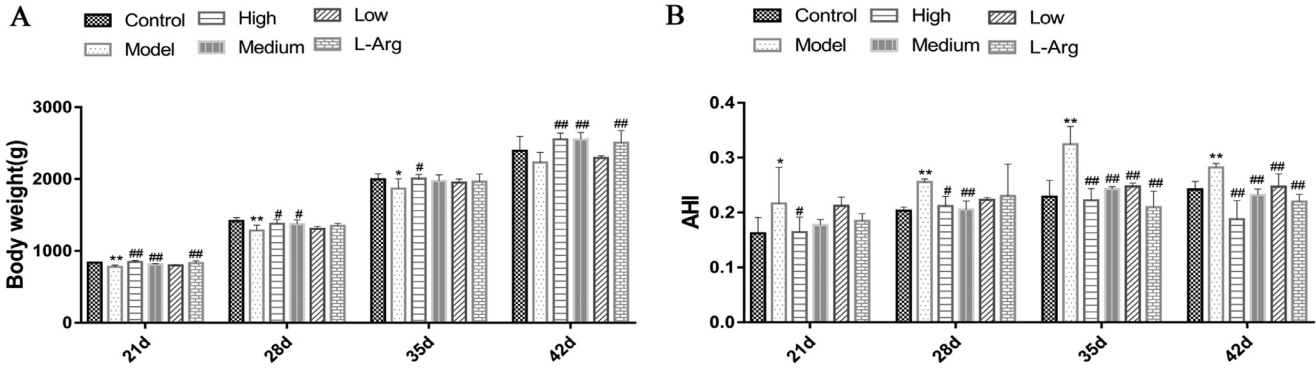 A
Control High Low
Model Medium L-Arg
Body weight(g)
3000
2000
1000
0
** ## ## ##
** # #
* #
## ## ##
21d 28d 35d 42d
B
Control High Low
Model Medium L-Arg
AHI
0.4
0.3
0.2
0.1
0.0
* #
** # ##
** ## ## ## ##
** ## ## ## ##
21d 28d 35d 42d